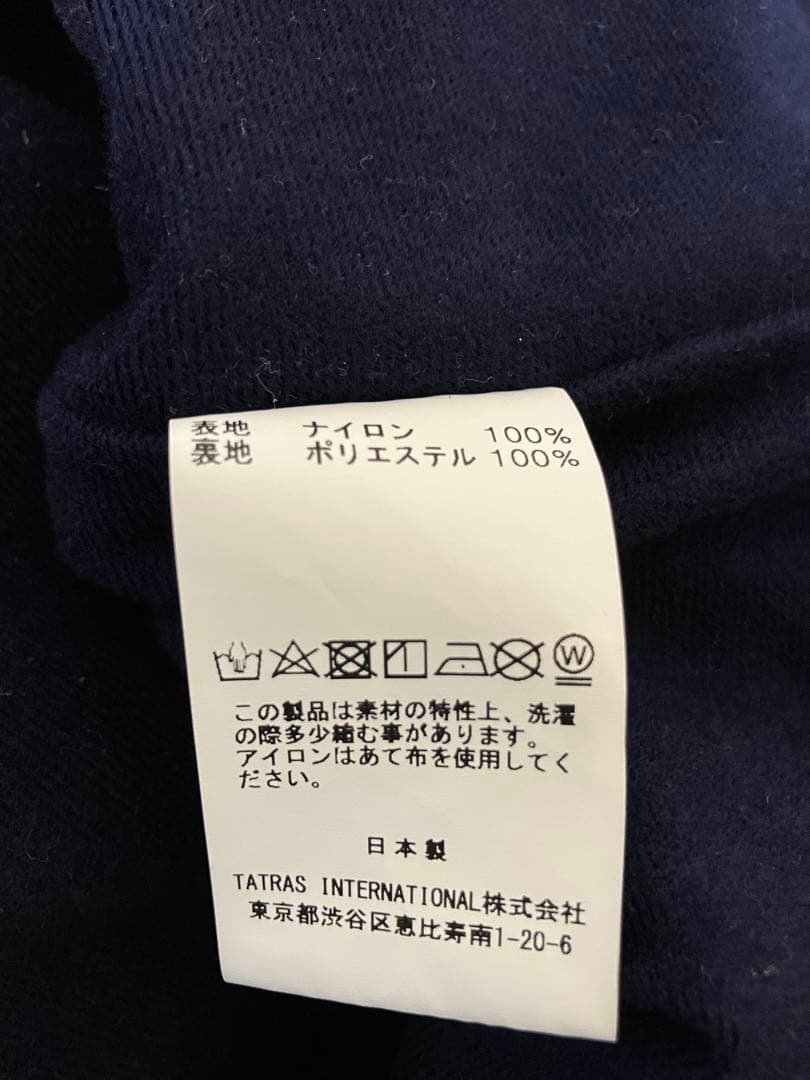 表地 ナイロン 100%
裏地 ポリエステル 100%
W
この製品は素材の特性上、洗濯
の際多少縮む事があります。
アイロンはあて布を使用してく
ださい。
日本製
TATRAS INTERNATIONAL株式会社
東京都渋谷区恵比寿南1-20-6